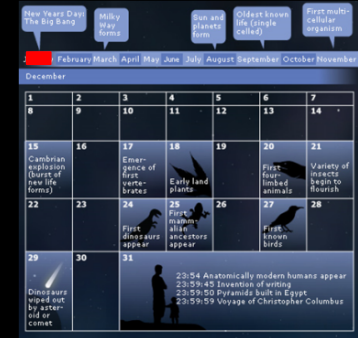 New Years Day:
The Big Bang
Milky
Way
forms
Sun and
planets
form
Oldest known
life (single
celled)
First multi-
cellular
organism
February March April May June July August September October November
December
1 2 3 4 5 6 7
8 9 10 11 12 13 14
15 16 17 18 19 20 21
Cambrian
explosion
(burst of
new life
forms)
Emer-
gence of
first
verte-
brates
Early land
plants
First
four-
limbed
animals
Variety of
insects
begin to
flourish
22 23 24 25 26 27 28
First
dinosaurs
appear
First
mamm-
alian
ancestors
appear
First
known
birds
29 30 31
Dinosaurs
wiped out
by aster-
oid or
comet
23:54 Anatomically modern humans appear
23:59:45 Invention of writing
23:59:50 Pyramids built in Egypt
23:59:59 Voyage of Christopher Columbus